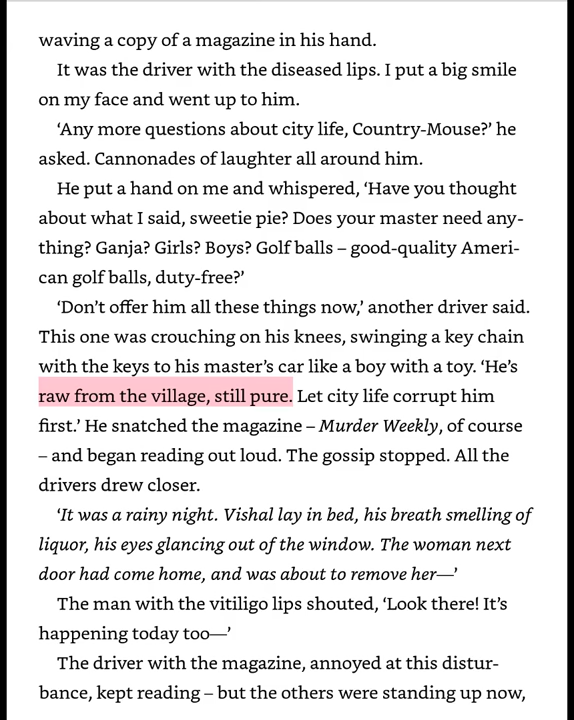 waving a copy of a magazine in his hand.
It was the driver with the diseased lips. I put a big smile
on my face and went up to him.
‘Any more questions about city life, Country-Mouse?’ he
asked. Cannonades of laughter all around him.
He put a hand on me and whispered, ‘Have you thought
about what I said, sweetie pie? Does your master need any-
thing? Ganja? Girls? Boys? Golf balls – good-quality Ameri-
can golf balls, duty-free?’
‘Don’t offer him all these things now,’ another driver said.
This one was crouching on his knees, swinging a key chain
with the keys to his master’s car like a boy with a toy. ‘He’s
raw from the village, still pure. Let city life corrupt him
first.’ He snatched the magazine – Murder Weekly, of course
– and began reading out loud. The gossip stopped. All the
drivers drew closer.
‘It was a rainy night. Vishal lay in bed, his breath smelling of
liquor, his eyes glancing out of the window. The woman next
door had come home, and was about to remove her—’
The man with the vitiligo lips shouted, ‘Look there! It’s
happening today too—’
The driver with the magazine, annoyed at this distur-
bance, kept reading – but the others were standing up now,